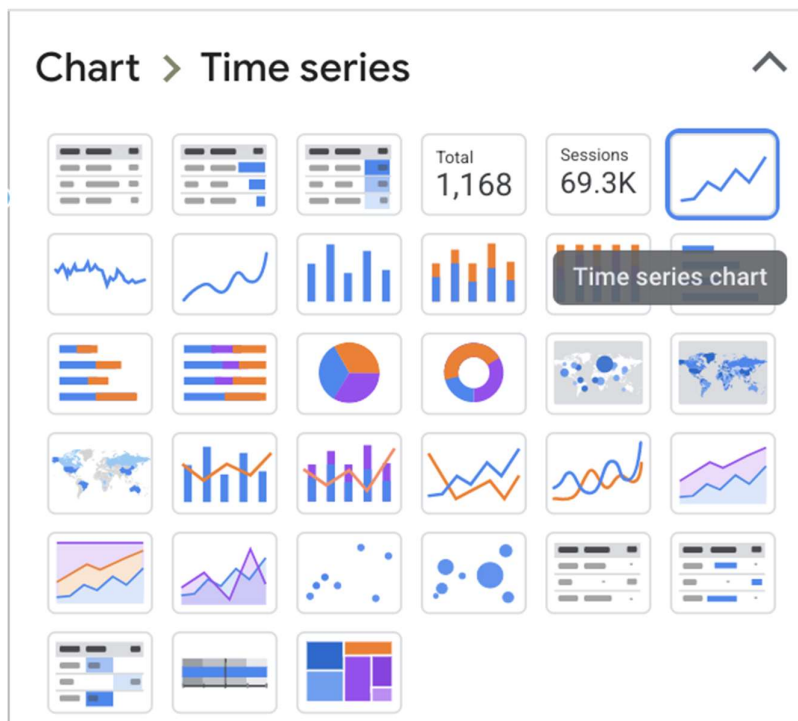 Chart > Time series
Total
1,168
Sessions
69.3K
Time series chart